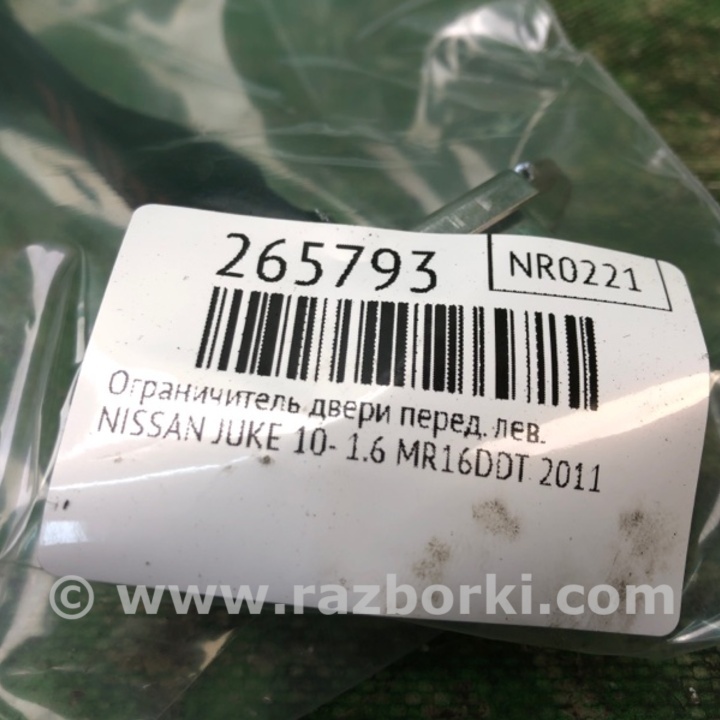 265793
NR0221
Ограничитель двери перед. лев.
NISSAN JUKE 10- 1.6 MR16DDT 2011
© www.razborki.com